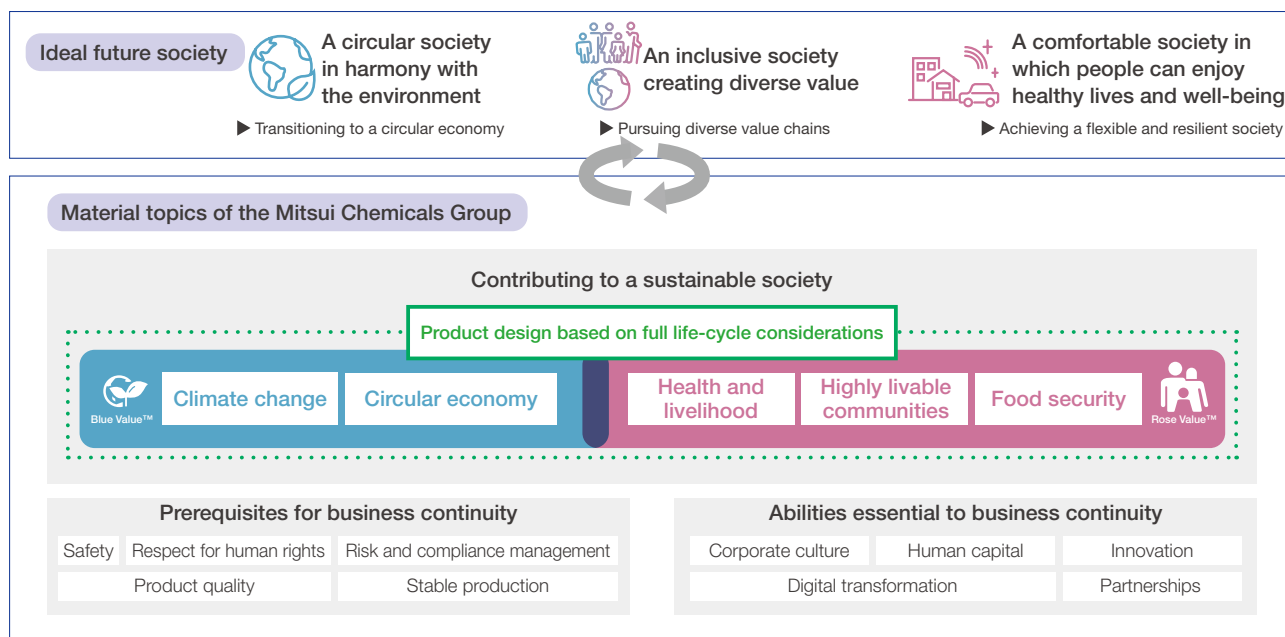 Ideal future society
A circular society
in harmony with
the environment
▶ Transitioning to a circular economy
An inclusive society
creating diverse value
▶ Pursuing diverse value chains
A comfortable society in
which people can enjoy
healthy lives and well-being
▶ Achieving a flexible and resilient society
Material topics of the Mitsui Chemicals Group
Contributing to a sustainable society
Product design based on full life-cycle considerations
Blue Value™
Climate change
Circular economy
Health and
livelihood
Highly livable
communities
Food security
Rose Value™
Prerequisites for business continuity
Safety
Respect for human rights
Risk and compliance management
Product quality
Stable production
Abilities essential to business continuity
Corporate culture
Human capital
Innovation
Digital transformation
Partnerships